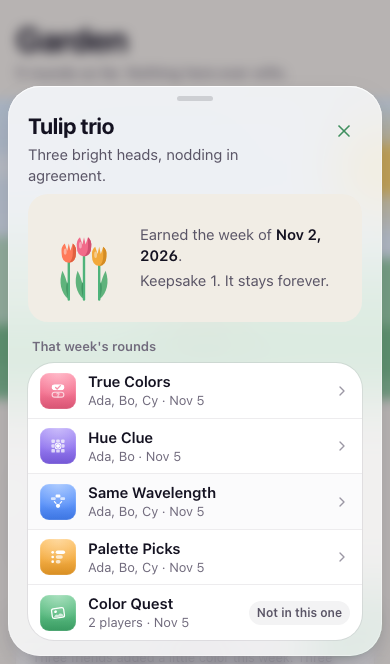 Garden
Tulip trio
Three bright heads, nodding in
agreement.
Earned the week of Nov 2,
2026.
Keepsake 1. It stays forever.
That week's rounds
True Colors
Ada, Bo, Cy · Nov 5
Hue Clue
Ada, Bo · Nov 5
Same Wavelength
Ada, Bo, Cy · Nov 5
Palette Picks
Ada, Bo, Cy · Nov 5
Color Quest
2 players · Nov 5
Not in this one